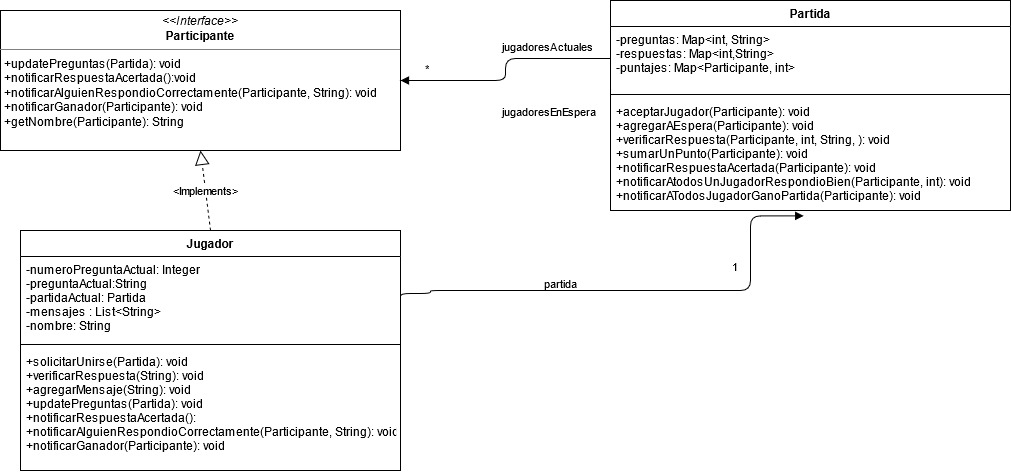 <<Interface>>
Participante
+updatePreguntas(Partida): void
+notificarRespuestaAcertada():void
+notificarAlguienRespondioCorrectamente(Participante, String): void
+notificarGanador(Participante): void
+getNombre(Participante): String
jugadoresActuales
*
jugadoresEnEspera
Partida
-preguntas: Map<int, String>
-respuestas: Map<int,String>
-puntajes: Map<Participante, int>
+aceptarJugador(Participante): void
+agregarAEspera(Participante): void
+verificarRespuesta(Participante, int, String, ): void
+sumarUnPunto(Participante): void
+notificarRespuestaAcertada(Participante): void
+notificarAtodosUnJugadorRespondioBien(Participante, int): void
+notificarATodosJugadorGanoPartida(Participante): void
<Implements>
Jugador
-numeroPreguntaActual: Integer
-preguntaActual:String
-partidaActual: Partida
-mensajes : List<String>
-nombre: String
+solicitarUnirse(Partida): void
+verificarRespuesta(String): void
+agregarMensaje(String): void
+updatePreguntas(Partida): void
+notificarRespuestaAcertada():
+notificarAlguienRespondioCorrectamente(Participante, String): void
+notificarGanador(Participante): void
partida
1